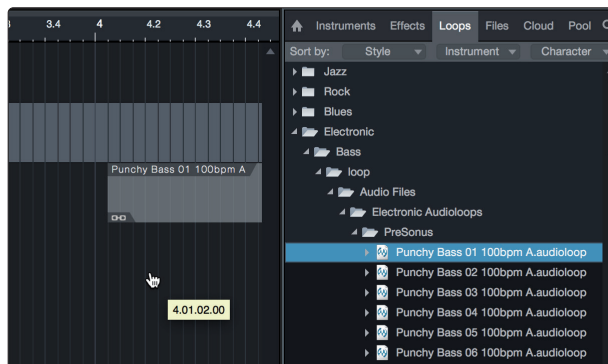 3.4 4 4.2 4.3 4.4
Instruments Effects Loops Files Cloud Pool
Sort by: Style Instrument Character
Jazz
Rock
Blues
Electronic
Bass
loop
Audio Files
Electronic Audioloops
PreSonus
Punchy Bass 01 100bpm A.audioloop
Punchy Bass 02 100bpm A.audioloop
Punchy Bass 03 100bpm A.audioloop
Punchy Bass 04 100bpm A.audioloop
Punchy Bass 05 100bpm A.audioloop
Punchy Bass 06 100bpm A.audioloop
Punchy Bass 01 100bpm A
4.01.02.00